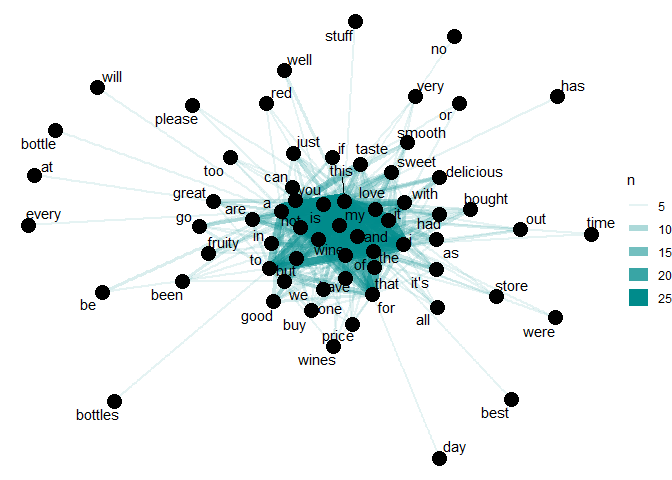 stuff
no
well
will
red
very
has
please
or
smooth
bottle
just
if
taste
too
this
sweet
at
can
delicious
great
you
love
with
bought
a
are
every
go
not
is
my
it
had
out
time
in
and
i
fruity
wine
as
to
of
the
but
been
be
we
have
that
it's
store
good
one
for
buy
all
were
price
wines
bottles
best
day
n
5
10
15
20
25